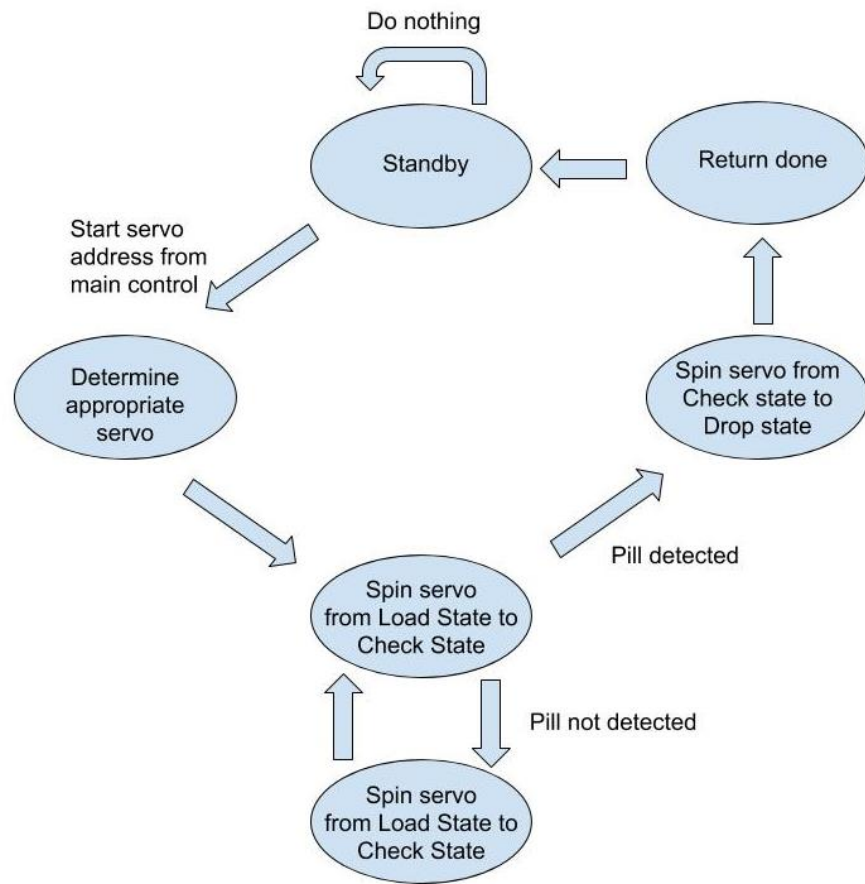 Do nothing
Standby
Return done
Start servo
address from
main control
Determine
appropriate
servo
Spin servo from
Check state to
Drop state
Pill detected
Spin servo
from Load State to
Check State
Pill not detected
Spin servo
from Load State to
Check State